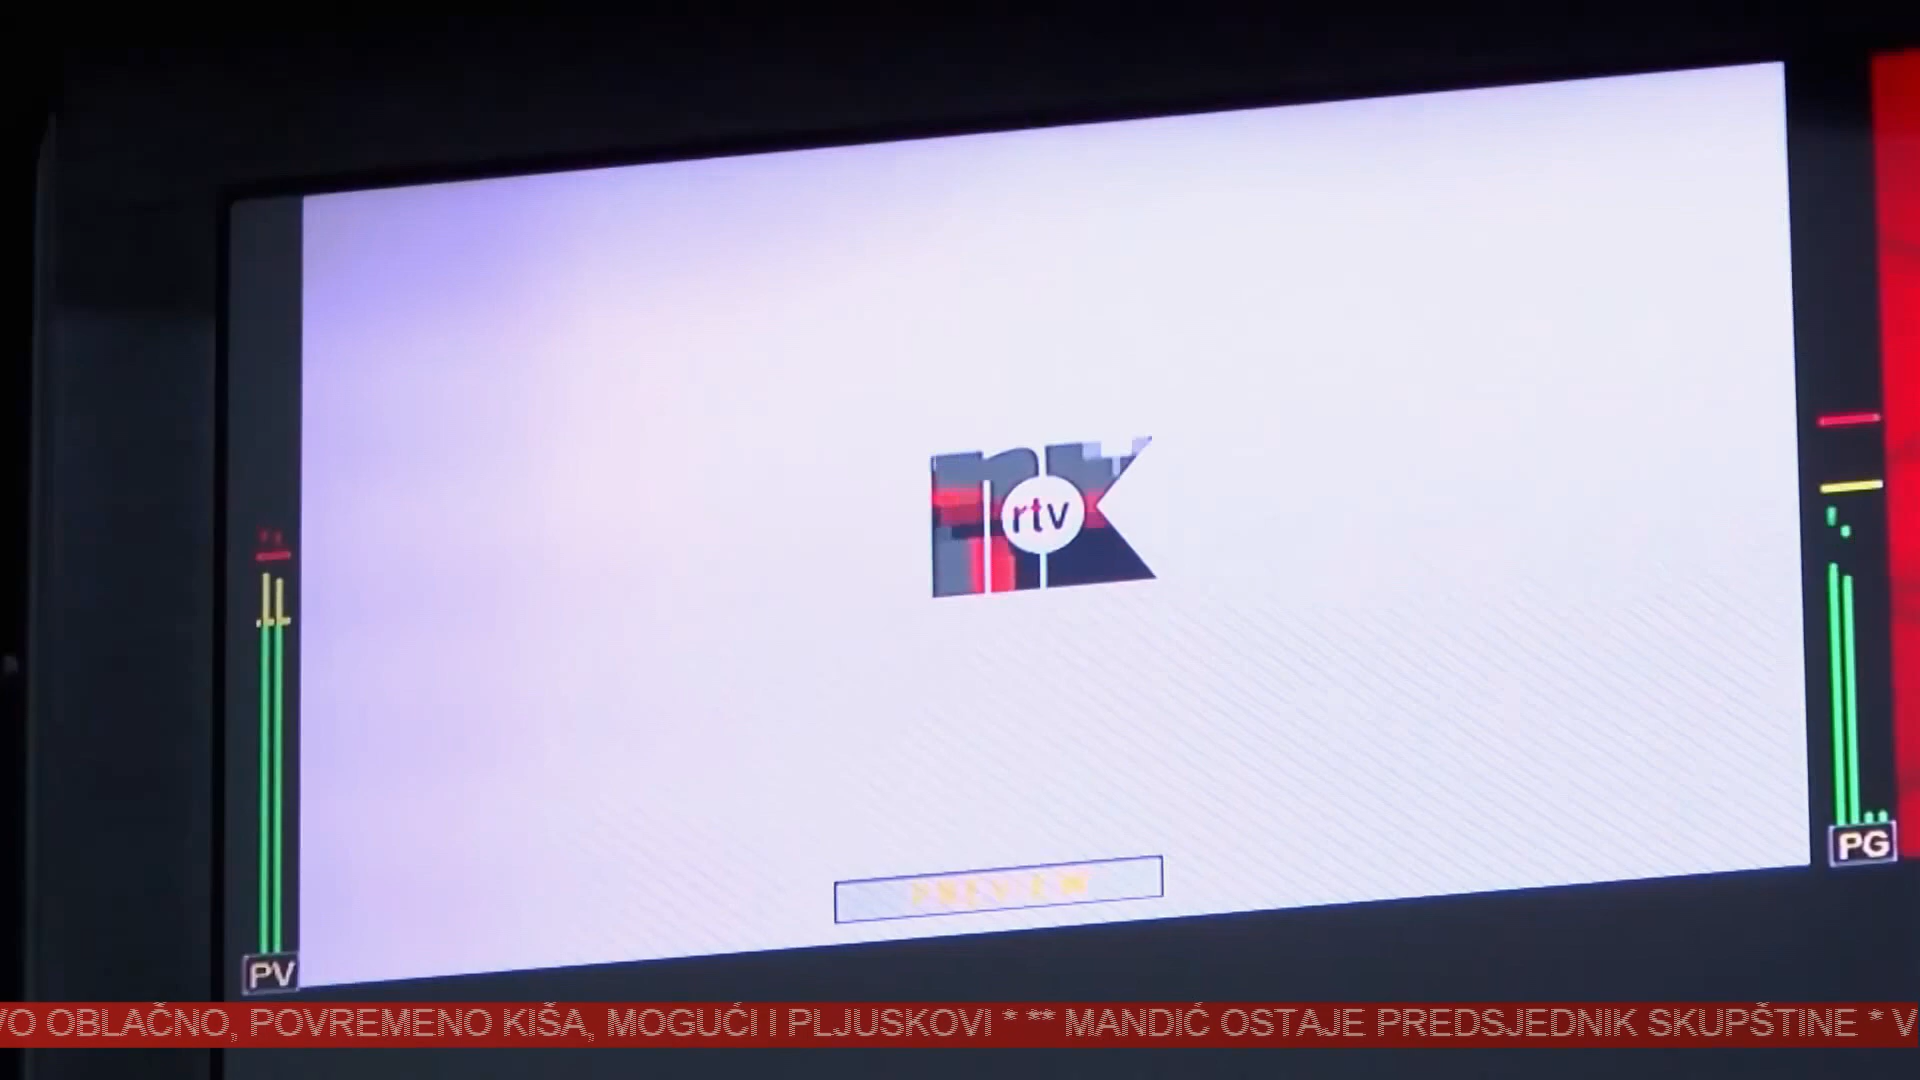 rtv
PREVIEW
PG
PV
VO OBLAČNO, POVREMENO KIŠA, MOGUĆI I PLJUSKOVI * ** MANDIĆ OSTAJE PREDSJEDNIK SKUPŠTINE * V